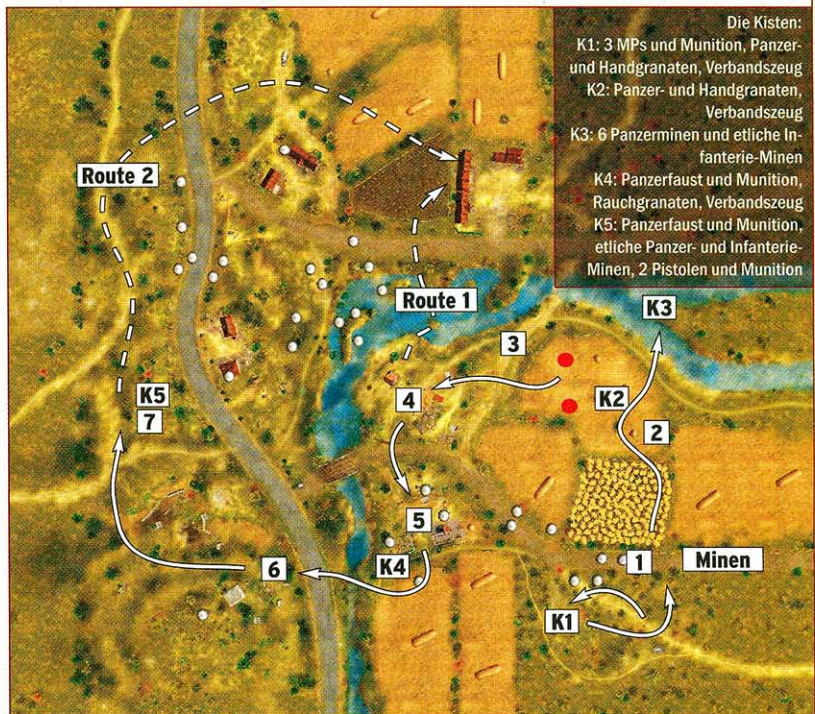 Die Kisten:
K1: 3 MPs und Munition, Panzer-
und Handgranaten, Verbandszeug
K2: Panzer- und Handgranaten,
Verbandszeug
K3: 6 Panzerminen und etliche In-
fanterie-Minen
K4: Panzerfaust und Munition,
Rauchgranaten, Verbandszeug
K5: Panzerfaust und Munition,
etliche Panzer- und Infanterie-
Minen, 2 Pistolen und Munition
Route 2
Route 1
K3
3
K5
7
4
K2
2
5
K4
6
1
Minen
K1